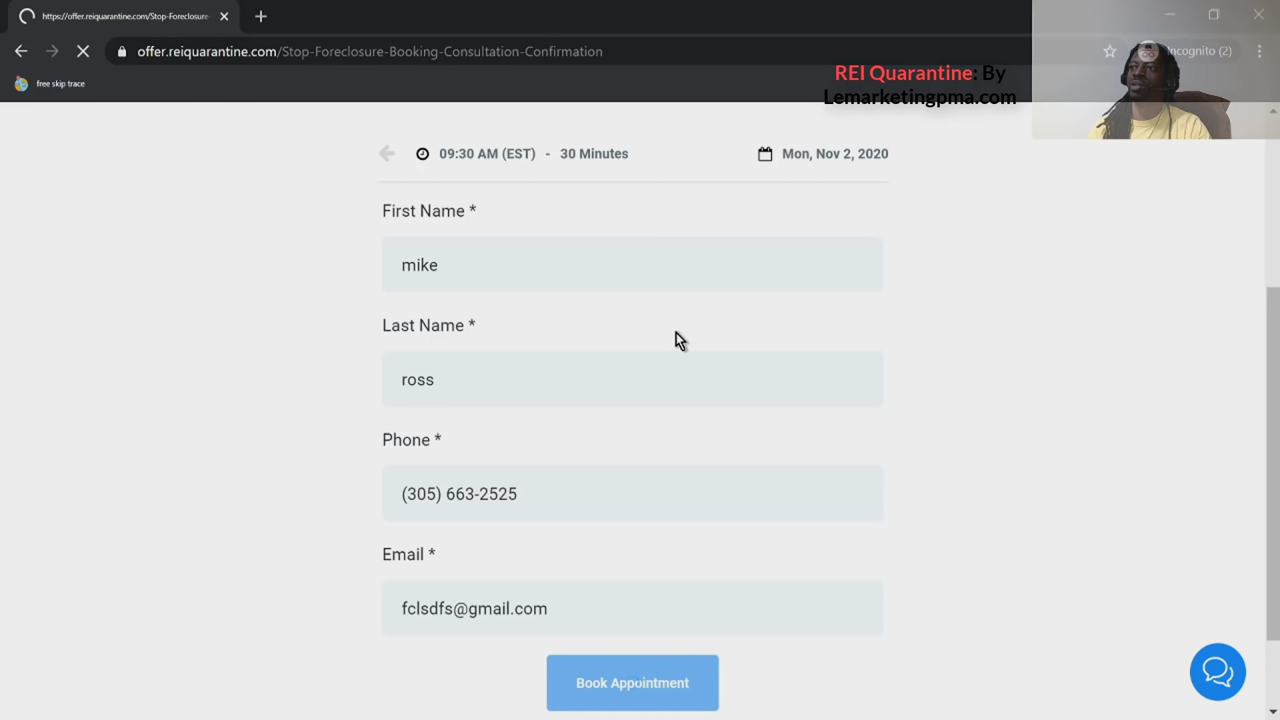 https://offer.reiquarantine.com/Stop-Foreclosure-
offer.reiquarantine.com/Stop-Foreclosure-Booking-Consultation-Confirmation
Incognito (2)
free skip trace
REI Quarantine: By
Lemarketingpma.com
09:30 AM (EST) - 30 Minutes
Mon, Nov 2, 2020
First Name *
mike
Last Name *
ross
Phone *
(305) 663-2525
Email *
fclsdfs@gmail.com
Book Appointment